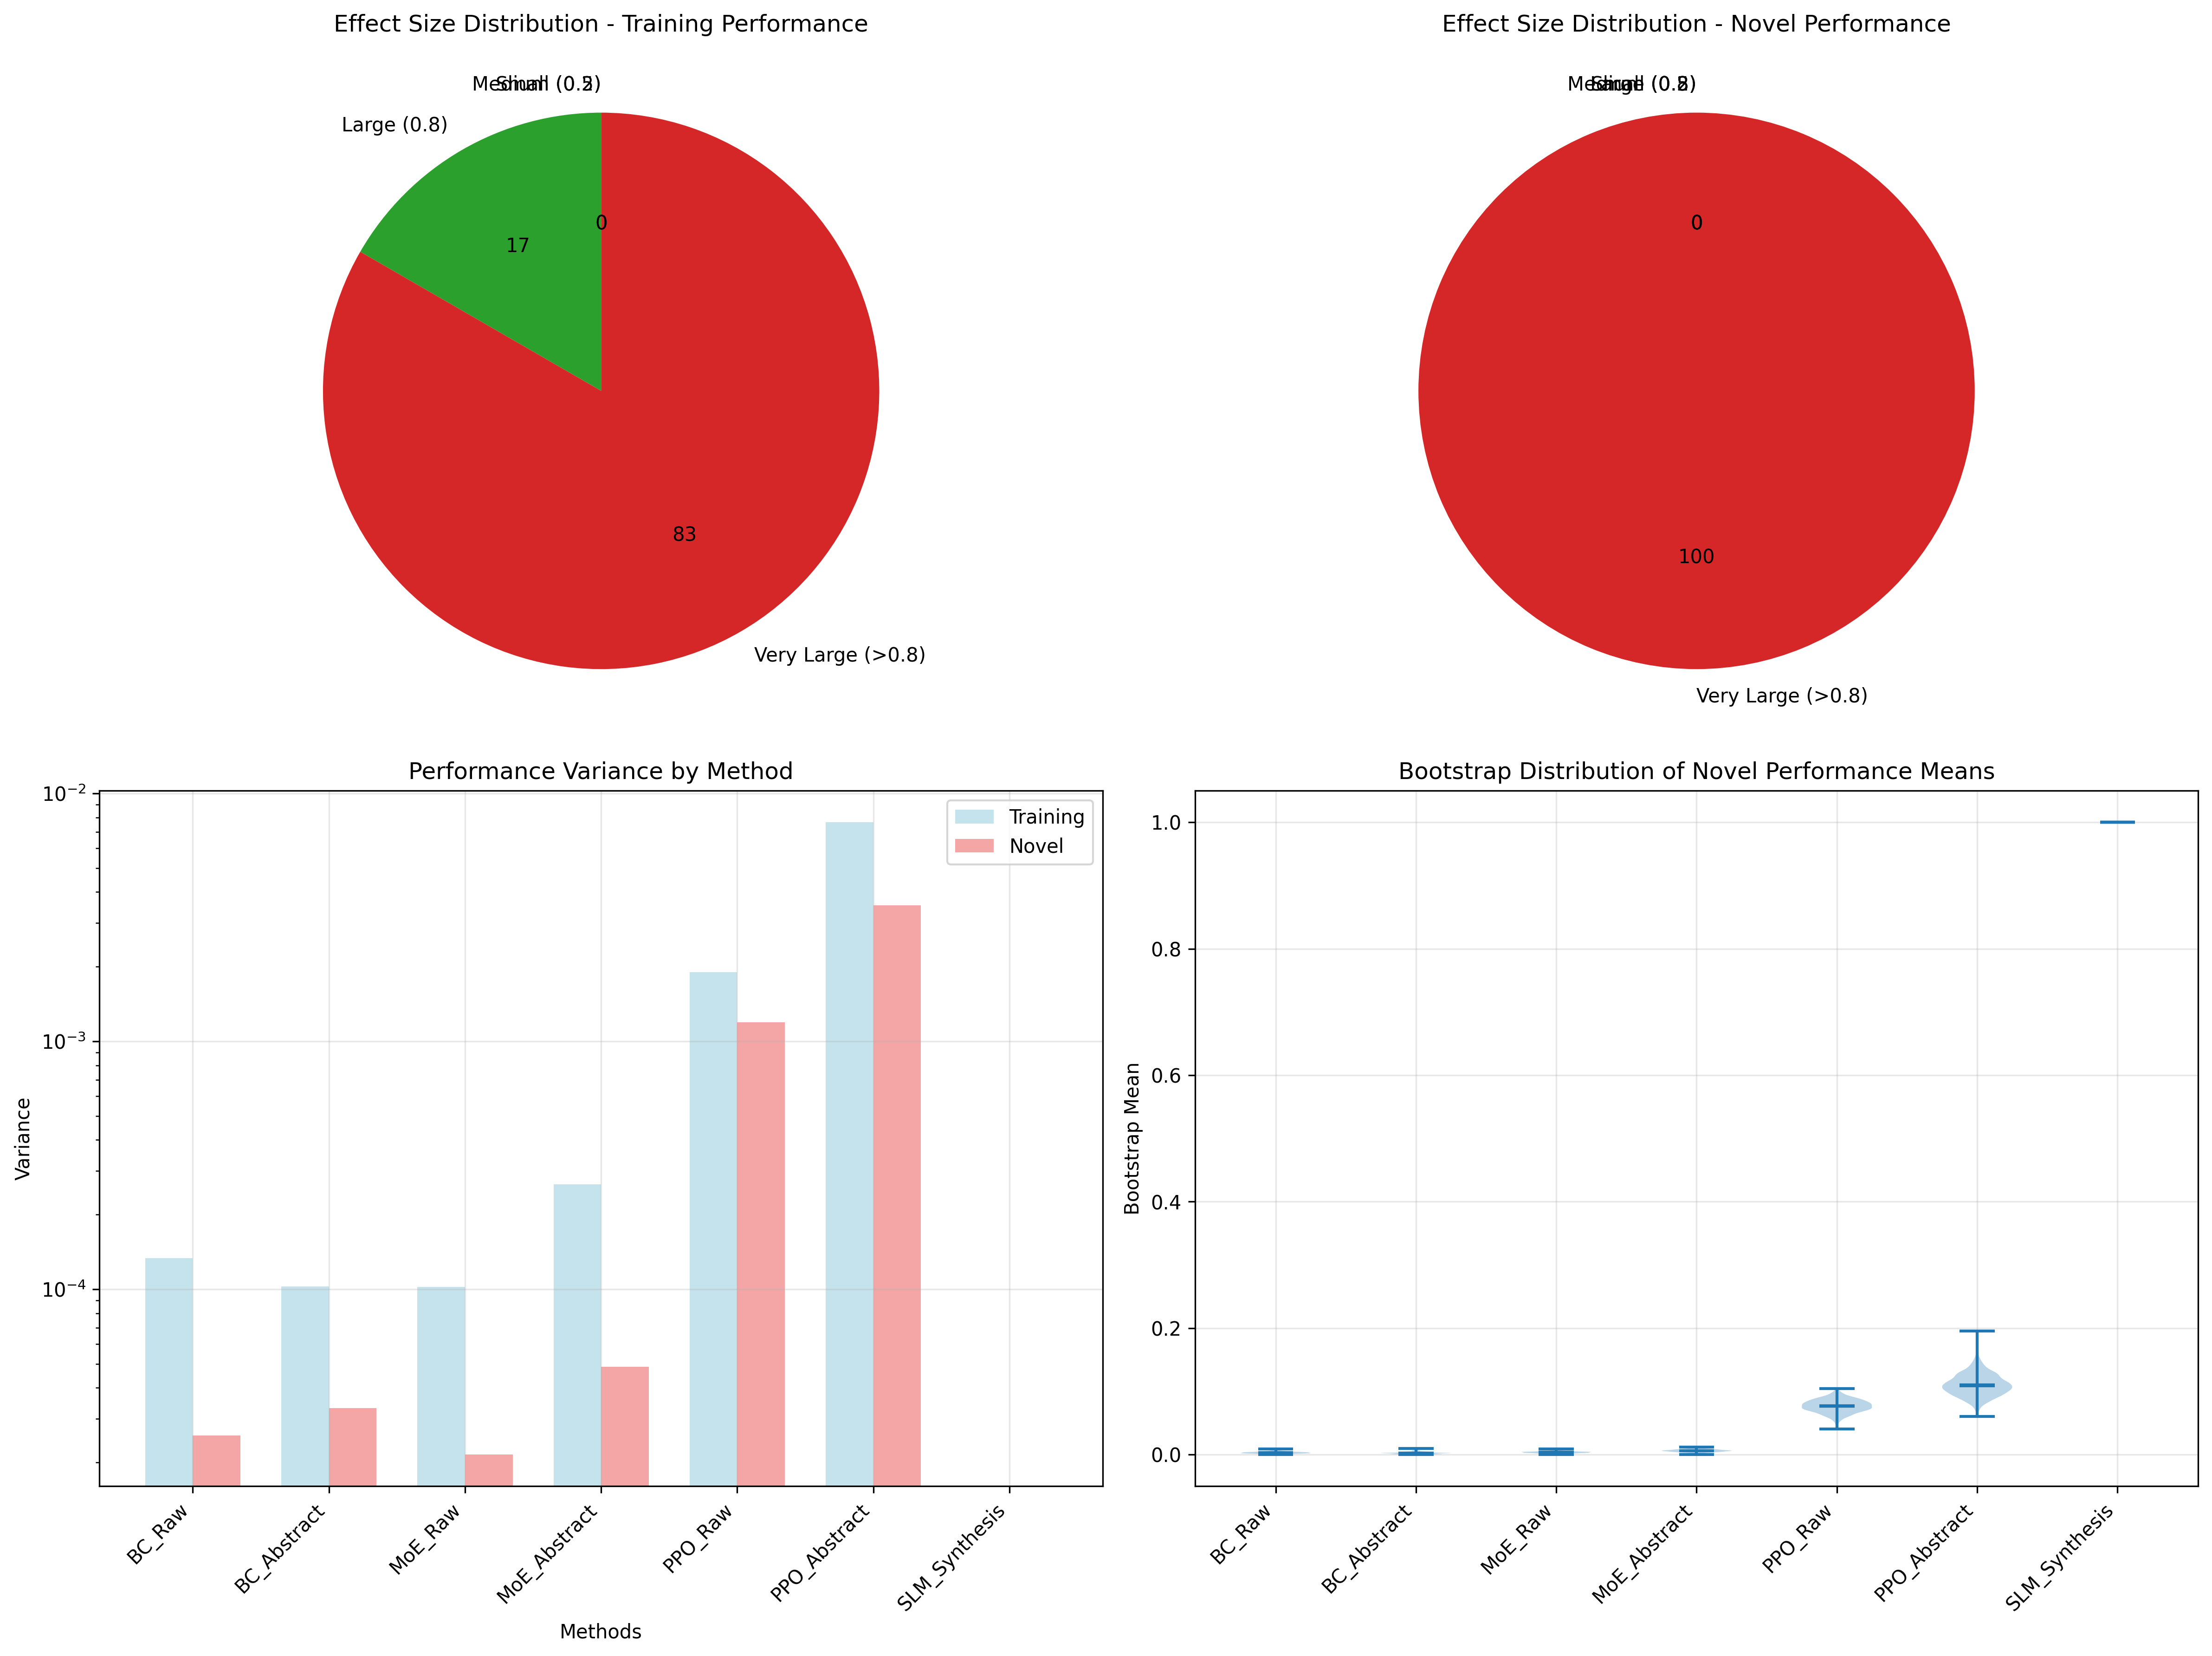 Effect Size Distribution - Training Performance
Large (0.8)
0
17
83
Very Large (>0.8)
Effect Size Distribution - Novel Performance
0
100
Very Large (>0.8)
Performance Variance by Method
Training
Novel
10⁻²
10⁻³
10⁻⁴
Variance
BC_Raw
BC_Abstract
MoE_Raw
MoE_Abstract
PPO_Raw
PPO_Abstract
SLM_Synthesis
Methods
Bootstrap Distribution of Novel Performance Means
1.0
0.8
0.6
0.4
0.2
0.0
Bootstrap Mean
BC_Raw
BC_Abstract
MoE_Raw
MoE_Abstract
PPO_Raw
PPO_Abstract
SLM_Synthesis